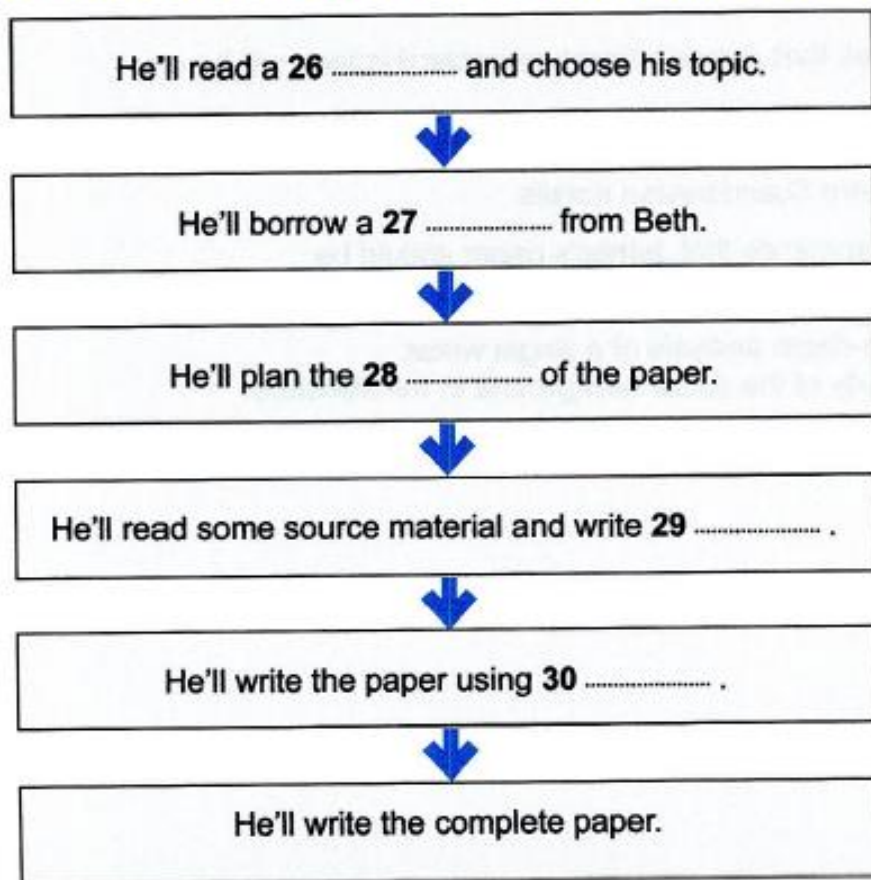 He'll read a 26 .................... and choose his topic.
He'll borrow a 27 .................... from Beth.
He'll plan the 28 .................... of the paper.
He'll read some source material and write 29 .................... .
He'll write the paper using 30 .................... .
He'll write the complete paper.